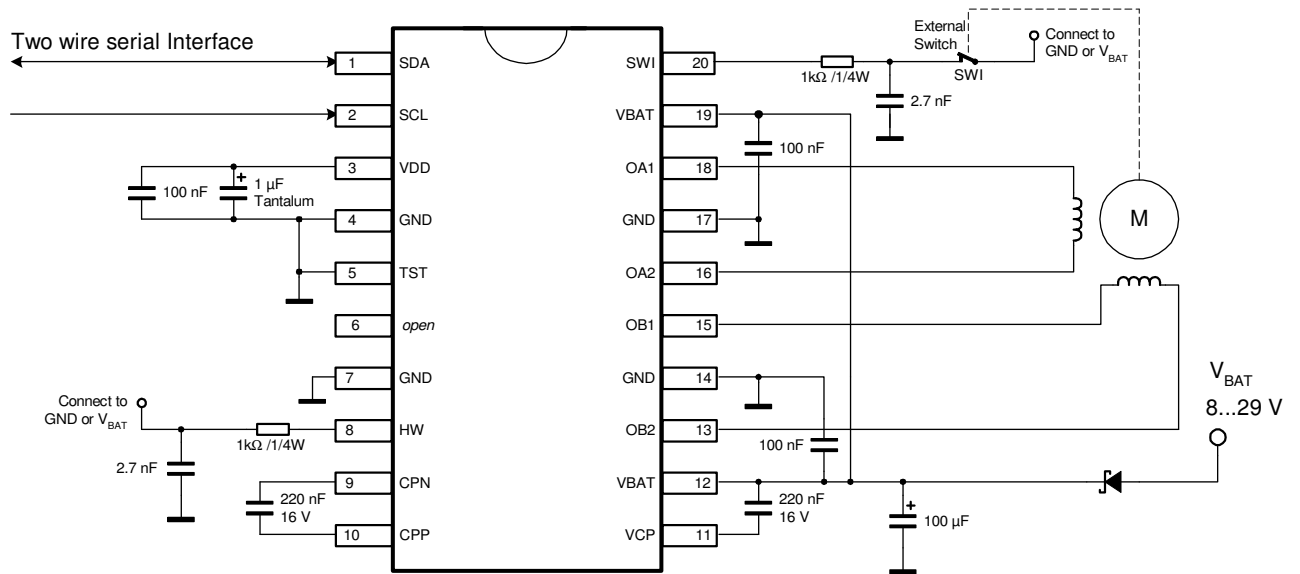 Two wire serial Interface
1 SDA
2 SCL
3 VDD
4 GND
5 TST
6 open
7 GND
8 HW
9 CPN
10 CPP
100 nF
+
1 µF
Tantalum
Connect to
GND or VBAT
1kΩ /1/4W
2.7 nF
220 nF
16 V
SWI 20
VBAT 19
OA1 18
GND 17
OA2 16
OB1 15
GND 14
OB2 13
VBAT 12
VCP 11
1kΩ /1/4W
External
Switch
SWI
Connect to
GND or VBAT
2.7 nF
100 nF
M
100 nF
220 nF
16 V
+
100 µF
VBAT
8...29 V